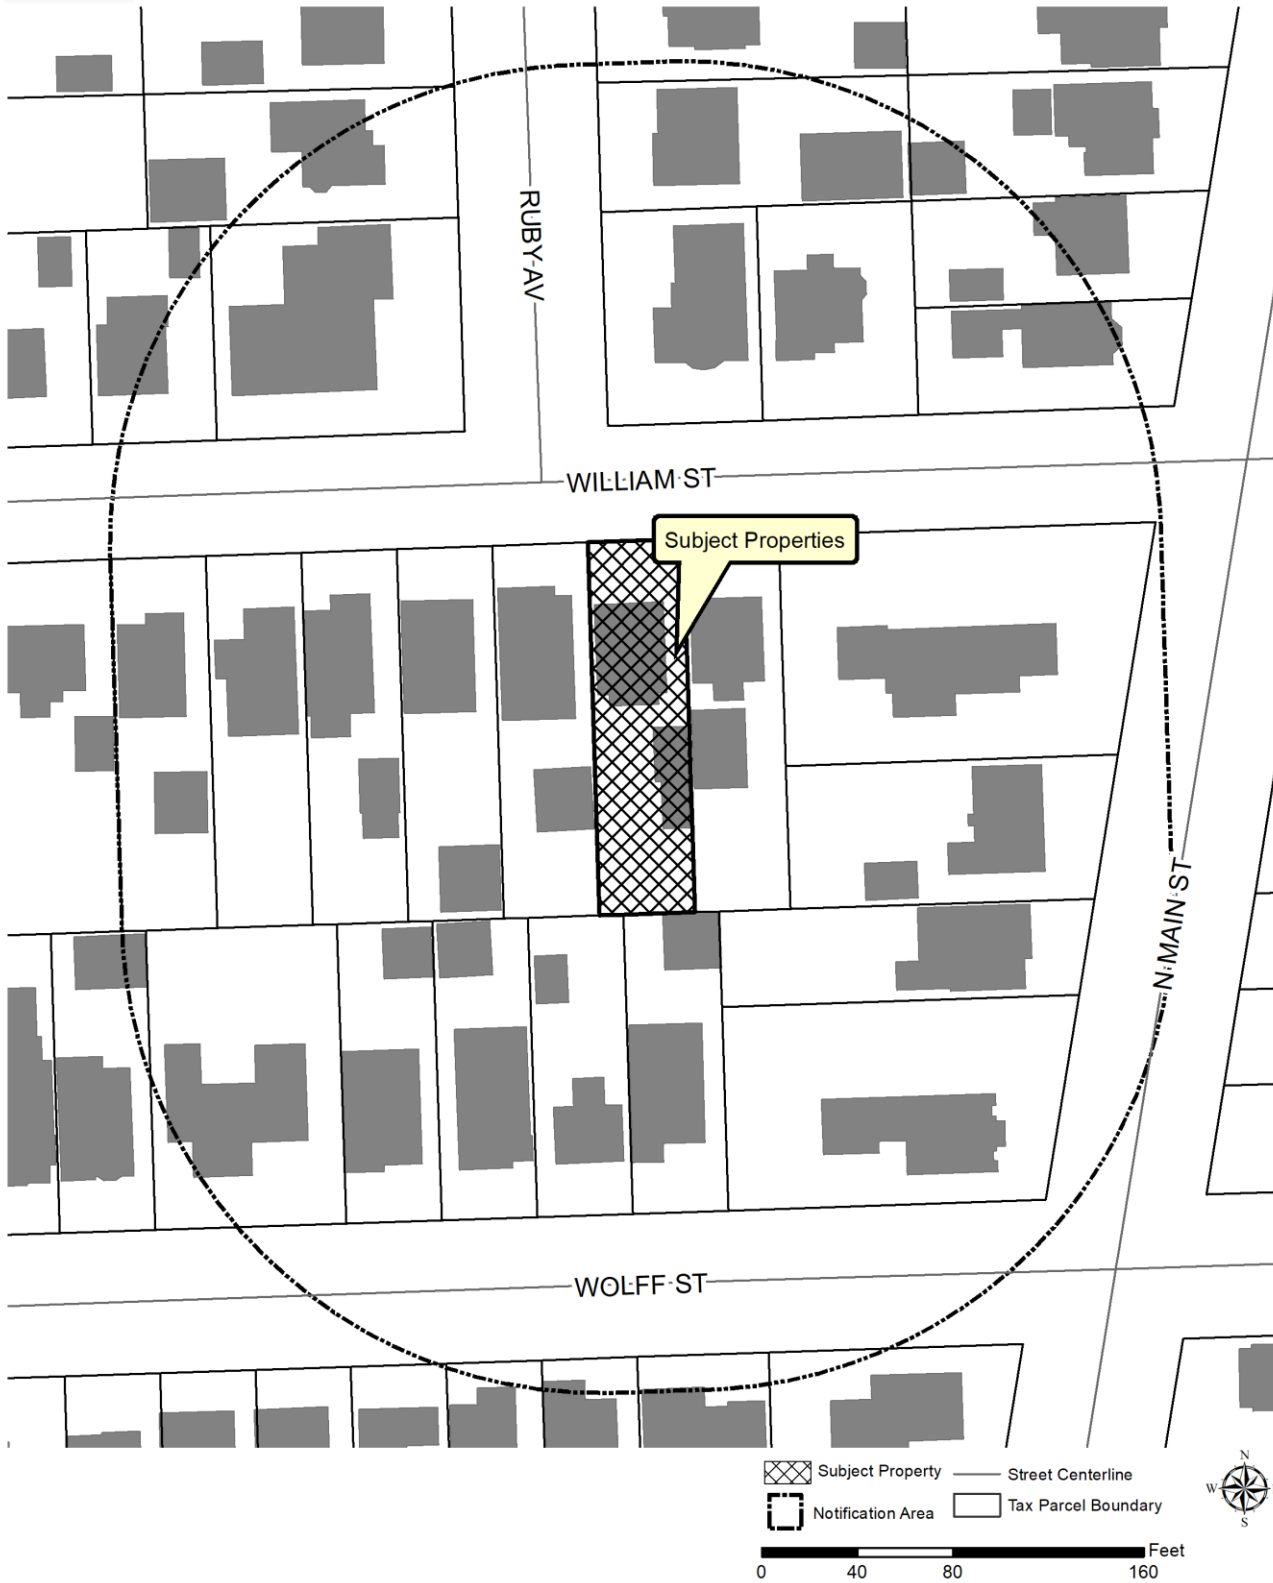 RUBY AV
WILLIAM ST
Subject Properties
N MAIN ST
WOLFF ST
Subject Property
Street Centerline
Notification Area
Tax Parcel Boundary
N
W
S
Feet
0 40 80 160